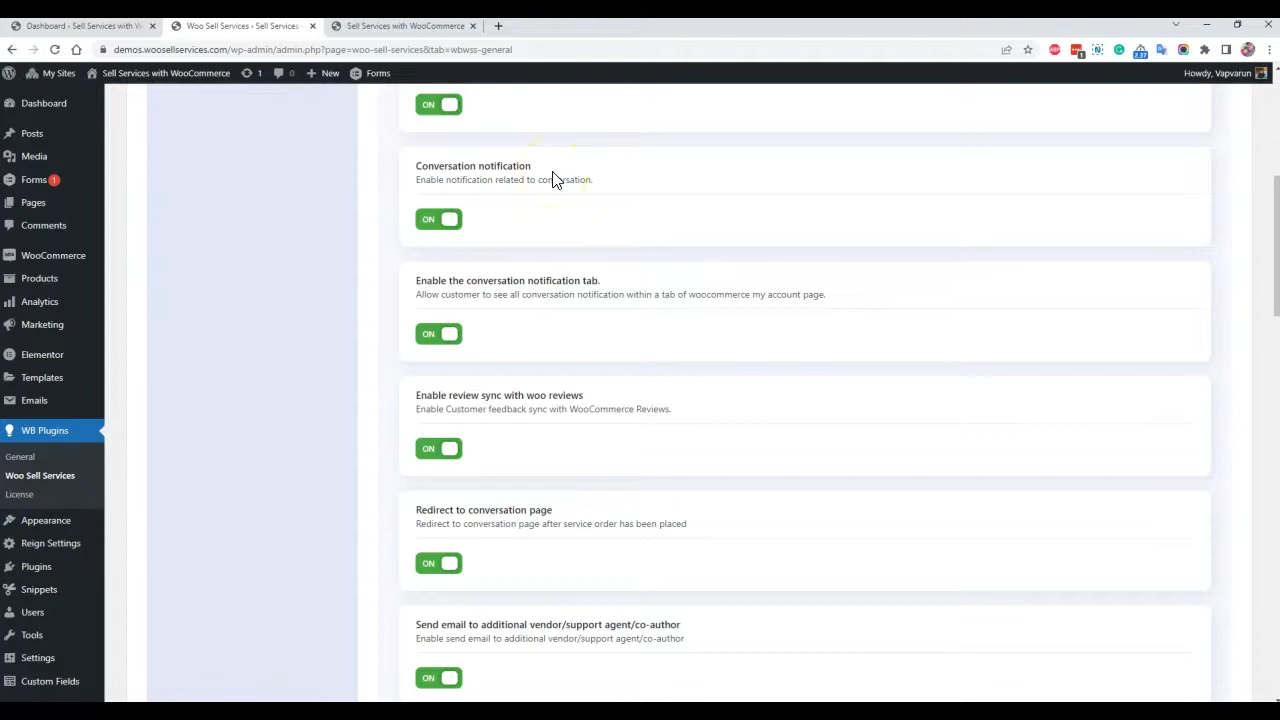 Dashboard ‹ Sell Services with W
Woo Sell Services ‹ Sell Services
Sell Services with WooCommerce
demos.woosellservices.com/wp-admin/admin.php?page=woo-sell-services&tab=wbwss-general
1
2.37
My Sites
Sell Services with WooCommerce
1
0
New
Forms
Howdy, Vapvarun
Dashboard
Posts
Media
Forms 1
Pages
Comments
WooCommerce
Products
Analytics
Marketing
Elementor
Templates
Emails
WB Plugins
General
Woo Sell Services
License
Appearance
Reign Settings
Plugins
Snippets
Users
Tools
Settings
Custom Fields
ON
Conversation notification
Enable notification related to conversation.
ON
Enable the conversation notification tab.
Allow customer to see all conversation notification within a tab of woocommerce my account page.
ON
Enable review sync with woo reviews
Enable Customer feedback sync with WooCommerce Reviews.
ON
Redirect to conversation page
Redirect to conversation page after service order has been placed
ON
Send email to additional vendor/support agent/co-author
Enable send email to additional vendor/support agent/co-author
ON